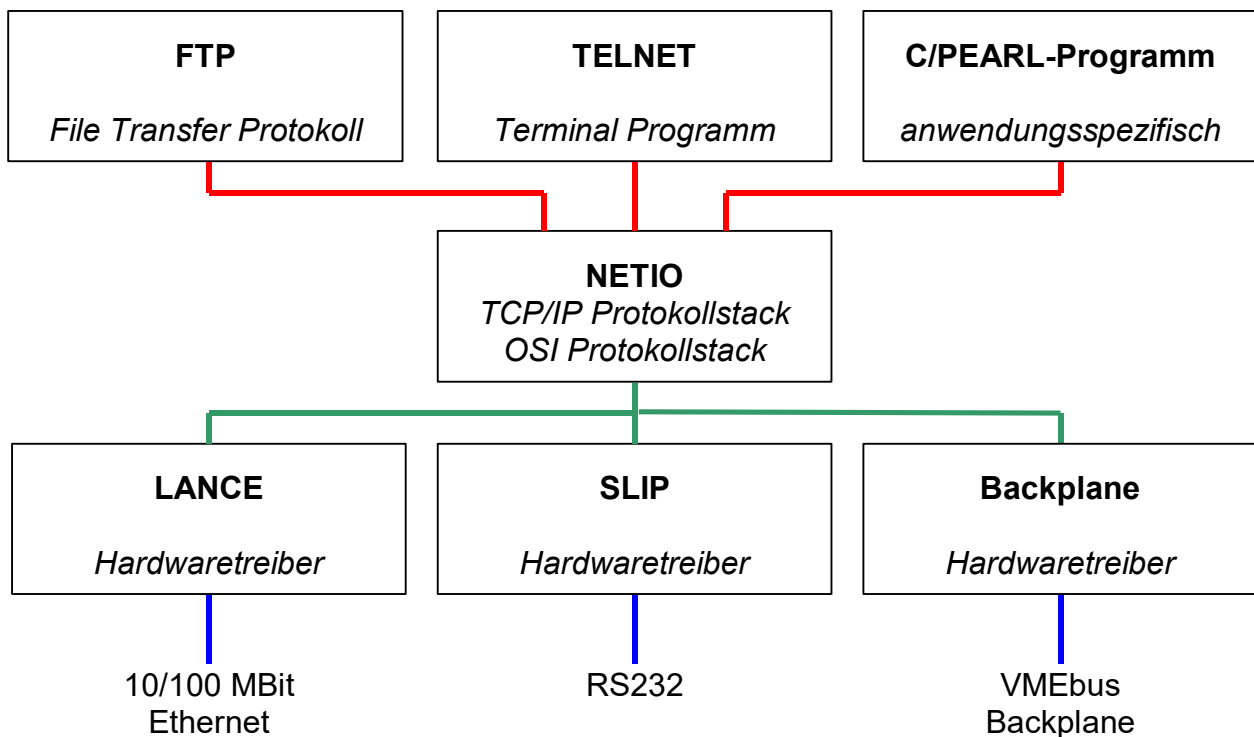 FTP
File Transfer Protokoll
TELNET
Terminal Programm
C/PEARL-Programm
anwendungsspezifisch
NETIO
TCP/IP Protokollstack
OSI Protokollstack
LANCE
Hardwaretreiber
SLIP
Hardwaretreiber
Backplane
Hardwaretreiber
10/100 MBit
Ethernet
RS232
VMEbus
Backplane